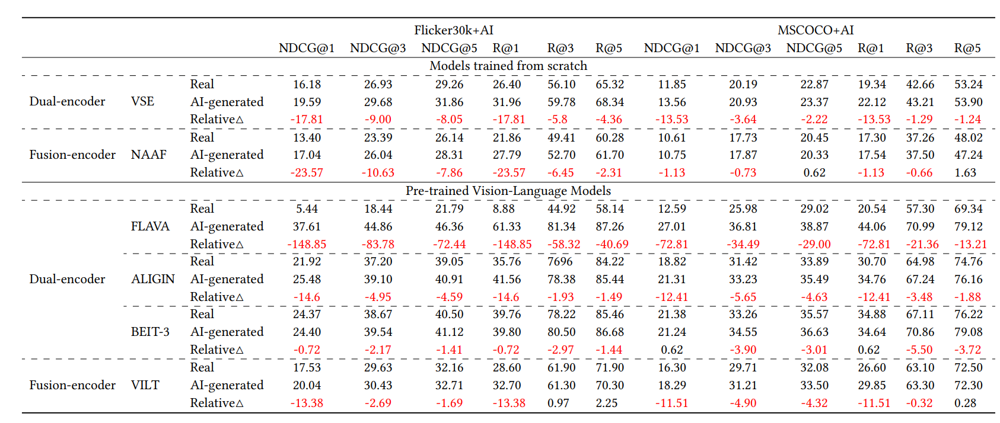 Flicker30k+AI MSCOCO+AI
NDCG@1 NDCG@3 NDCG@5 R@1 R@3 R@5 NDCG@1 NDCG@3 NDCG@5 R@1 R@3 R@5
Models trained from scratch
Real 16.18 26.93 29.26 26.40 56.10 65.32 11.85 20.19 22.87 19.34 42.66 53.24
Dual-encoder VSE AI-generated 19.59 29.68 31.86 31.96 59.78 68.34 13.56 20.93 23.37 22.12 43.21 53.90
Relative△ -17.81 -9.00 -8.05 -17.81 -5.8 -4.36 -13.53 -3.64 -2.22 -13.53 -1.29 -1.24
Real 13.40 23.39 26.14 21.86 49.41 60.28 10.61 17.73 20.45 17.30 37.26 48.02
Fusion-encoder NAAF AI-generated 17.04 26.04 28.31 27.79 52.70 61.70 10.75 17.87 20.33 17.54 37.50 47.24
Relative△ -23.57 -10.63 -7.86 -23.57 -6.45 -2.31 -1.13 -0.73 0.62 -1.13 -0.66 1.63
Pre-trained Vision-Language Models
Real 5.44 18.44 21.79 8.88 44.92 58.14 12.59 25.98 29.02 20.54 57.30 69.34
FLAVA AI-generated 37.61 44.86 46.36 61.33 81.34 87.26 27.01 36.81 38.87 44.06 70.99 79.12
Relative△ -148.85 -83.78 -72.44 -148.85 -58.32 -40.69 -72.81 -34.49 -29.00 -72.81 -21.36 -13.21
Real 21.92 37.20 39.05 35.76 7696 84.22 18.82 31.42 33.89 30.70 64.98 74.76
Dual-encoder ALIGIN AI-generated 25.48 39.10 40.91 41.56 78.38 85.44 21.31 33.23 35.49 34.76 67.24 76.16
Relative△ -14.6 -4.95 -4.59 -14.6 -1.93 -1.49 -12.41 -5.65 -4.63 -12.41 -3.48 -1.88
Real 24.37 38.67 40.50 39.76 78.22 85.46 21.38 33.26 35.57 34.88 67.11 76.22
BEIT-3 AI-generated 24.40 39.54 41.12 39.80 80.50 86.68 21.24 34.55 36.63 34.64 70.86 79.08
Relative△ -0.72 -2.17 -1.41 -0.72 -2.97 -1.44 0.62 -3.90 -3.01 0.62 -5.50 -3.72
Real 17.53 29.63 32.16 28.60 61.90 71.90 16.30 29.71 32.08 26.60 63.10 72.50
Fusion-encoder VILT AI-generated 20.04 30.43 32.71 32.70 61.30 70.30 18.29 31.21 33.50 29.85 63.30 72.30
Relative△ -13.38 -2.69 -1.69 -13.38 0.97 2.25 -11.51 -4.90 -4.32 -11.51 -0.32 0.28